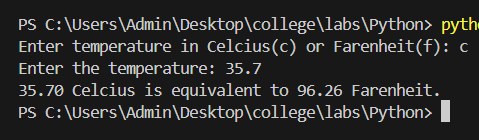 PS C:\Users\Admin\Desktop\college\labs\Python>
Enter temperature in Celcius(c) or Farenheit(f): c
Enter the temperature: 35.7
35.70 Celcius is equivalent to 96.26 Farenheit.
PS C:\Users\Admin\Desktop\college\labs\Python>